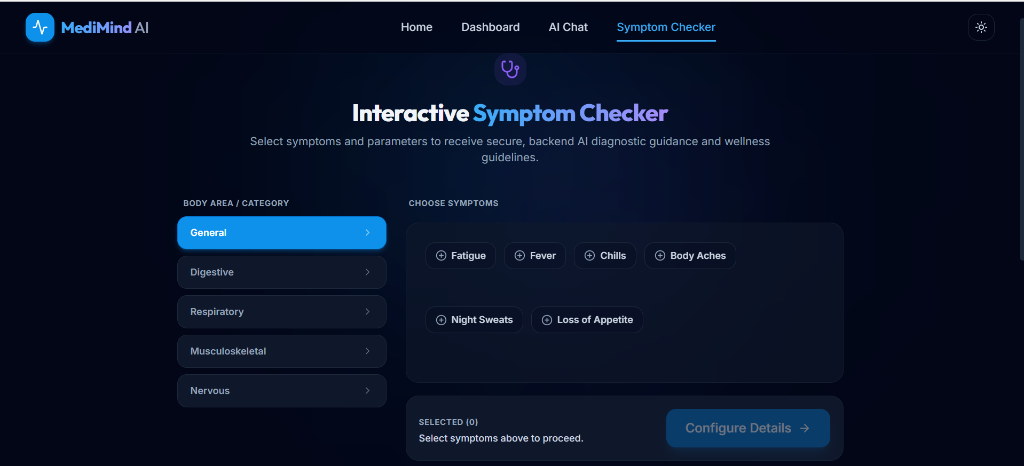 MediMind AI
Home
Dashboard
AI Chat
Symptom Checker
Interactive Symptom Checker
Select symptoms and parameters to receive secure, backend AI diagnostic guidance and wellness
guidelines.
BODY AREA / CATEGORY
General
Digestive
Respiratory
Musculoskeletal
Nervous
CHOOSE SYMPTOMS
Fatigue
Fever
Chills
Body Aches
Night Sweats
Loss of Appetite
SELECTED (0)
Select symptoms above to proceed.
Configure Details →